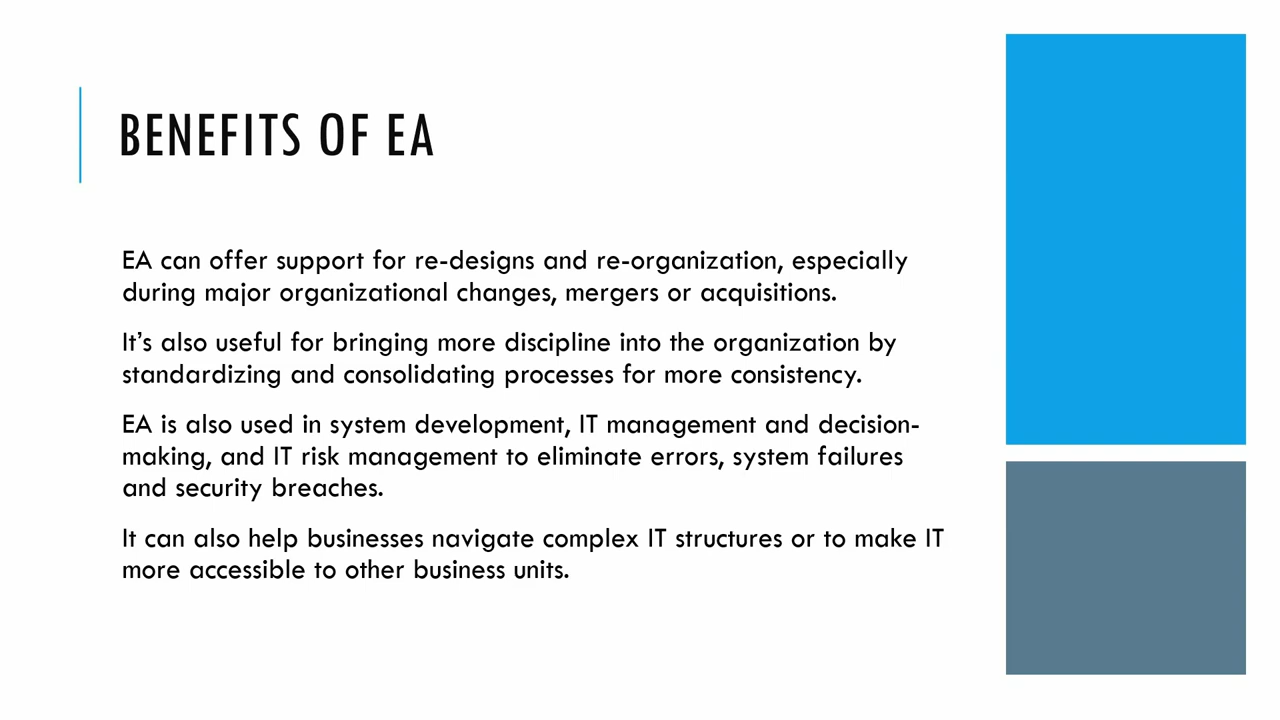 BENEFITS OF EA
EA can offer support for re-designs and re-organization, especially
during major organizational changes, mergers or acquisitions.
It’s also useful for bringing more discipline into the organization by
standardizing and consolidating processes for more consistency.
EA is also used in system development, IT management and decision-
making, and IT risk management to eliminate errors, system failures
and security breaches.
It can also help businesses navigate complex IT structures or to make IT
more accessible to other business units.